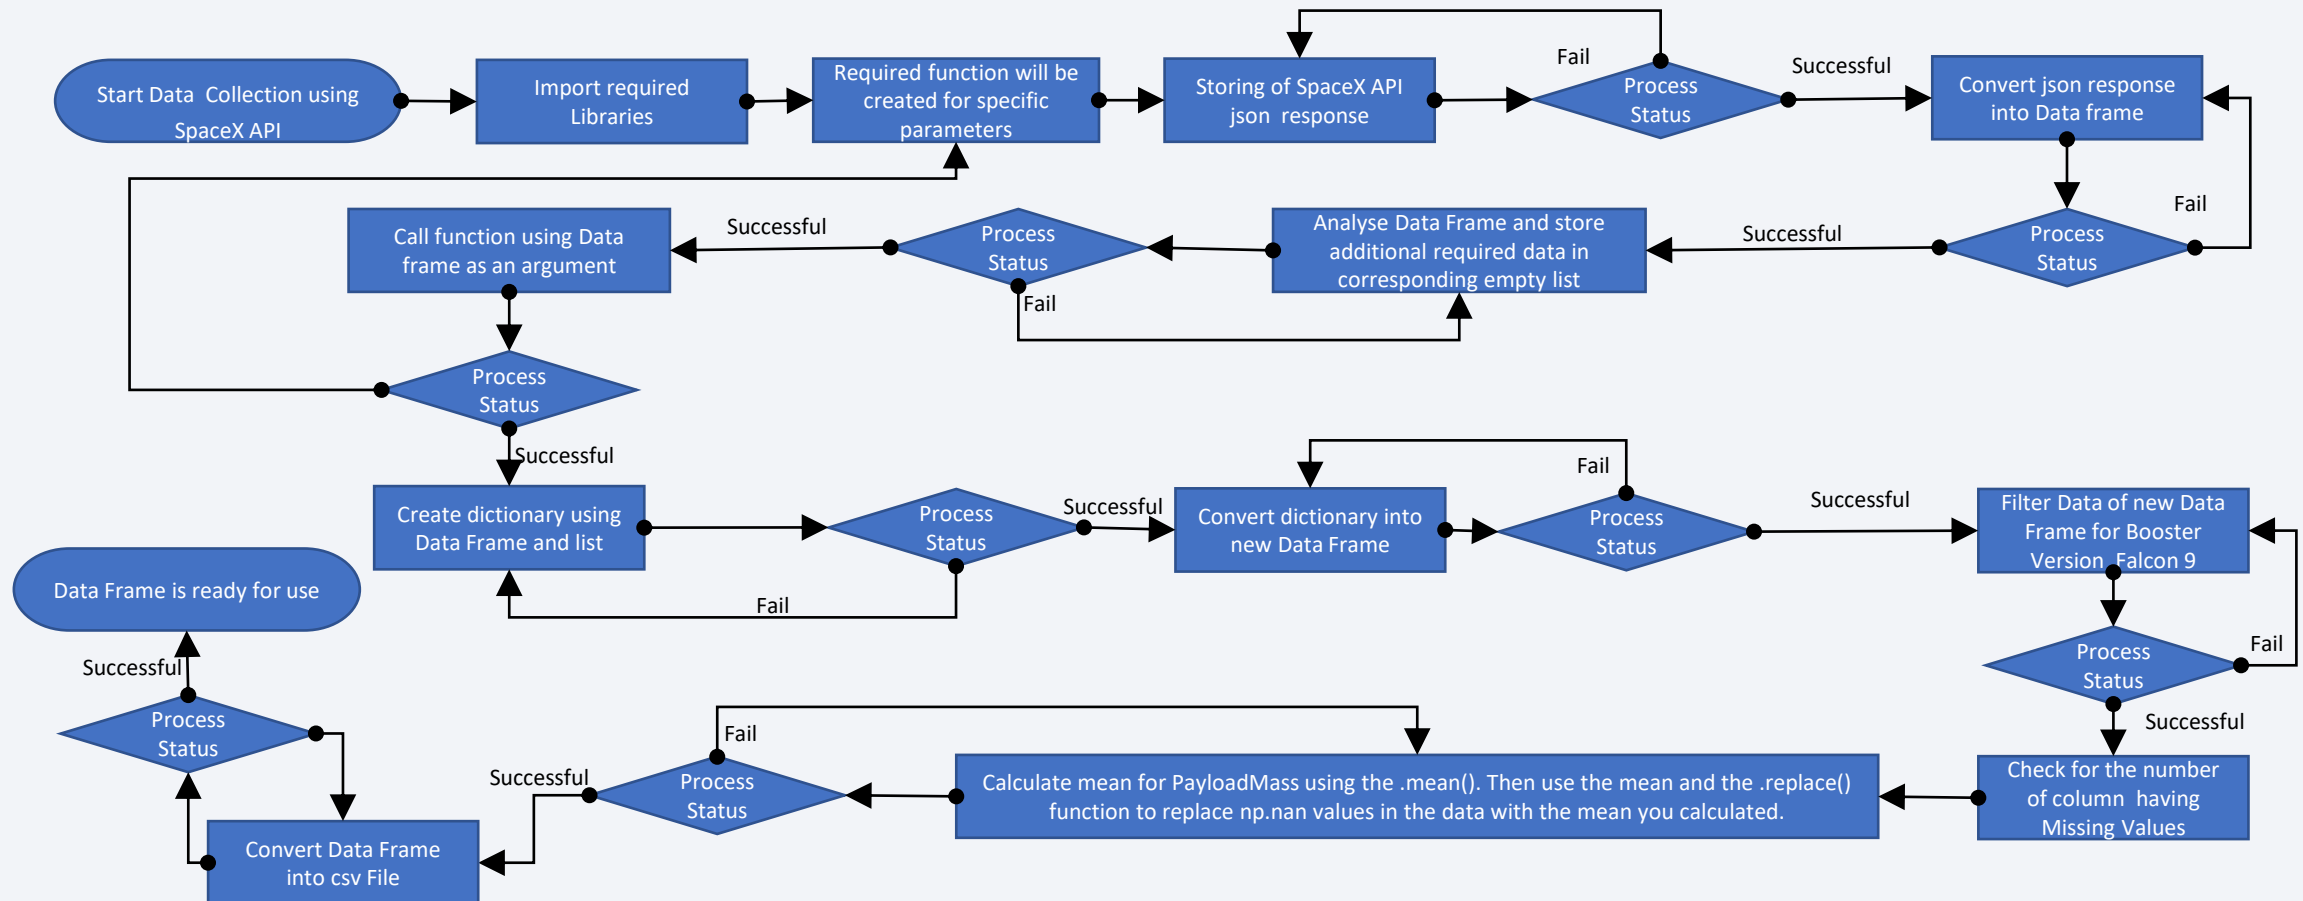 Start Data Collection using
SpaceX API
Import required
Libraries
Required function will be
created for specific
parameters
Storing of SpaceX API
json response
Fail
Process
Status
Successful
Convert json response
into Data frame
Fail
Process
Status
Successful
Analyse Data Frame and store
additional required data in
corresponding empty list
Process
Status
Fail
Successful
Call function using Data
frame as an argument
Process
Status
Successful
Create dictionary using
Data Frame and list
Process
Status
Fail
Successful
Convert dictionary into
new Data Frame
Fail
Process
Status
Successful
Filter Data of new Data
Frame for Booster
Version Falcon 9
Process
Status
Fail
Successful
Check for the number
of column having
Missing Values
Calculate mean for PayloadMass using the .mean(). Then use the mean and the .replace()
function to replace np.nan values in the data with the mean you calculated.
Fail
Process
Status
Successful
Convert Data Frame
into csv File
Process
Status
Successful
Data Frame is ready for use